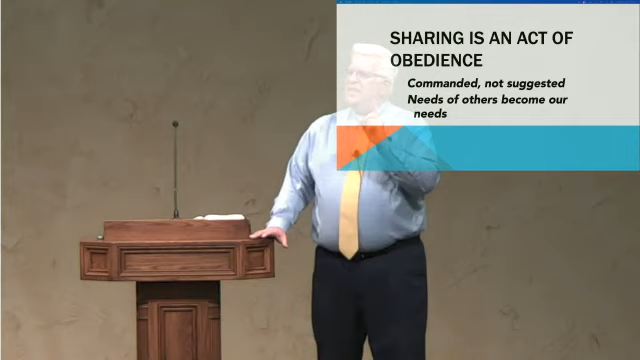 SHARING IS AN ACT OF
OBEDIENCE
Commanded, not suggested
Needs of others become our
needs